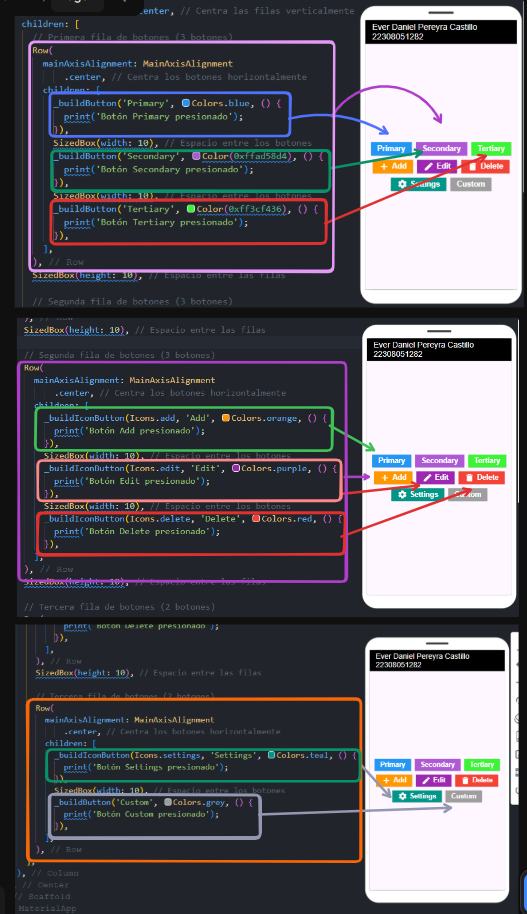 center, // Centra las filas verticalmente
children: [
// Primera fila de botones (3 botones)
Row(
mainAxisAlignment: MainAxisAlignment
.center, // Centra los botones horizontalmente
children: [
_buildButton('Primary', Colors.blue, () {
print('Botón Primary presionado');
}),
SizedBox(width: 10), // Espacio entre los botones
_buildButton('Secondary', Color(0xffad58d4), () {
print('Botón Secondary presionado');
}),
SizedBox(width: 10), // Espacio entre los botones
_buildButton('Tertiary', Color(0xff3cf436), () {
print('Botón Tertiary presionado');
}),
],
), // Row
SizedBox(height: 10), // Espacio entre las filas
// Segunda fila de botones (3 botones)
Ever Daniel Pereyra Castillo
22308051282
Primary Secondary Tertiary
Add Edit Delete
Settings Custom
), // Row
SizedBox(height: 10), // Espacio entre las filas
// Segunda fila de botones (3 botones)
Row(
mainAxisAlignment: MainAxisAlignment
.center, // Centra los botones horizontalmente
children: [
_buildIconButton(Icons.add, 'Add', Colors.orange, () {
print('Botón Add presionado');
}),
SizedBox(width: 10), // Espacio entre los botones
_buildIconButton(Icons.edit, 'Edit', Colors.purple, () {
print('Botón Edit presionado');
}),
SizedBox(width: 10), // Espacio entre los botones
_buildIconButton(Icons.delete, 'Delete', Colors.red, () {
print('Botón Delete presionado');
}),
],
), // Row
SizedBox(height: 10), // Espacio entre las filas
// Tercera fila de botones (2 botones)
Ever Daniel Pereyra Castillo
22308051282
Primary Secondary Tertiary
Add Edit Delete
Settings Custom
print('Botón Delete presionado');
}),
],
), // Row
SizedBox(height: 10), // Espacio entre las filas
// Tercera fila de botones (2 botones)
Row(
mainAxisAlignment: MainAxisAlignment
.center, // Centra los botones horizontalmente
children: [
_buildIconButton(Icons.settings, 'Settings', Colors.teal, () {
print('Botón Settings presionado');
}),
SizedBox(width: 10), // Espacio entre los botones
_buildButton('Custom', Colors.grey, () {
print('Botón Custom presionado');
}),
],
), // Row
],
), // Column
// Center
// Scaffold
MaterialApp
Ever Daniel Pereyra Castillo
22308051282
Primary Secondary Tertiary
Add Edit Delete
Settings Custom